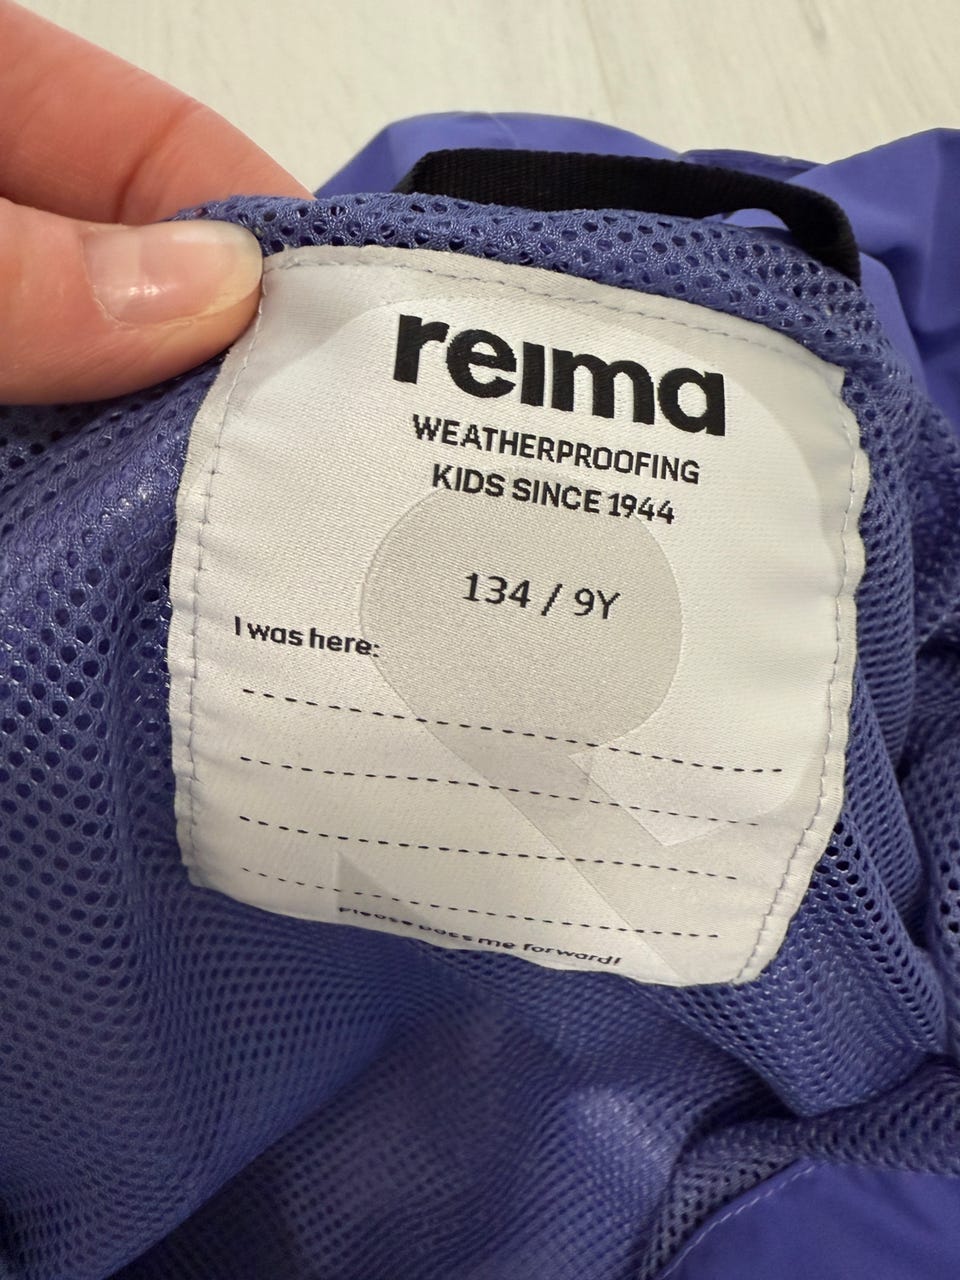 reima
WEATHERPROOFING
KIDS SINCE 1944
134 / 9Y
I was here:
Please pass me forward!